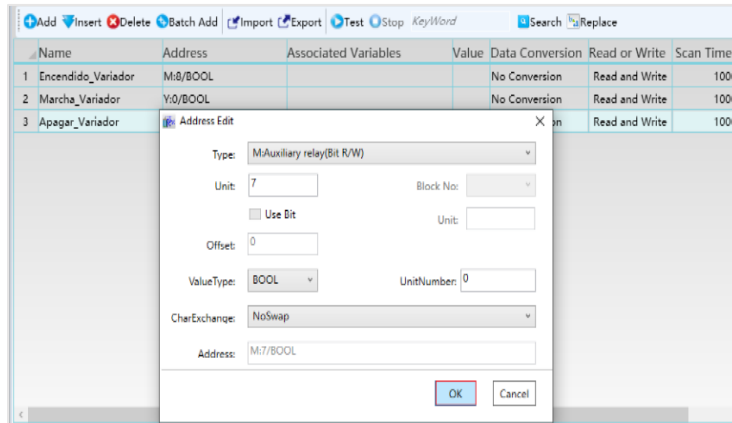 Add Insert Delete Batch Add Import Export Test Stop KeyWord Search Replace
Name Address Associated Variables Value Data Conversion Read or Write Scan Time
1 Encendido_Variador M:8/BOOL No Conversion Read and Write 100
2 Marcha_Variador Y:0/BOOL No Conversion Read and Write 100
3 Apagar_Variador Read and Write 100
Address Edit
Type: M:Auxiliary relay(Bit R/W)
Unit: 7 Block No:
Use Bit Unit:
Offset: 0
ValueType: BOOL UnitNumber: 0
CharExchange: NoSwap
Address: M:7/BOOL
OK Cancel